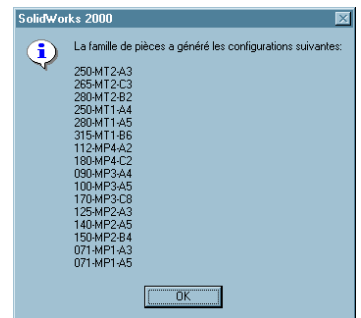 SolidWorks 2000
La famille de pièces a généré les configurations suivantes:
250-MT2-A3
265-MT2-C3
280-MT2-B2
250-MT1-A4
280-MT1-A5
315-MT1-B6
112-MP4-A2
180-MP4-C2
090-MP3-A4
100-MP3-A5
170-MP3-C8
125-MP2-A3
140-MP2-A5
150-MP2-B4
071-MP1-A4
071-MP1-A5
OK